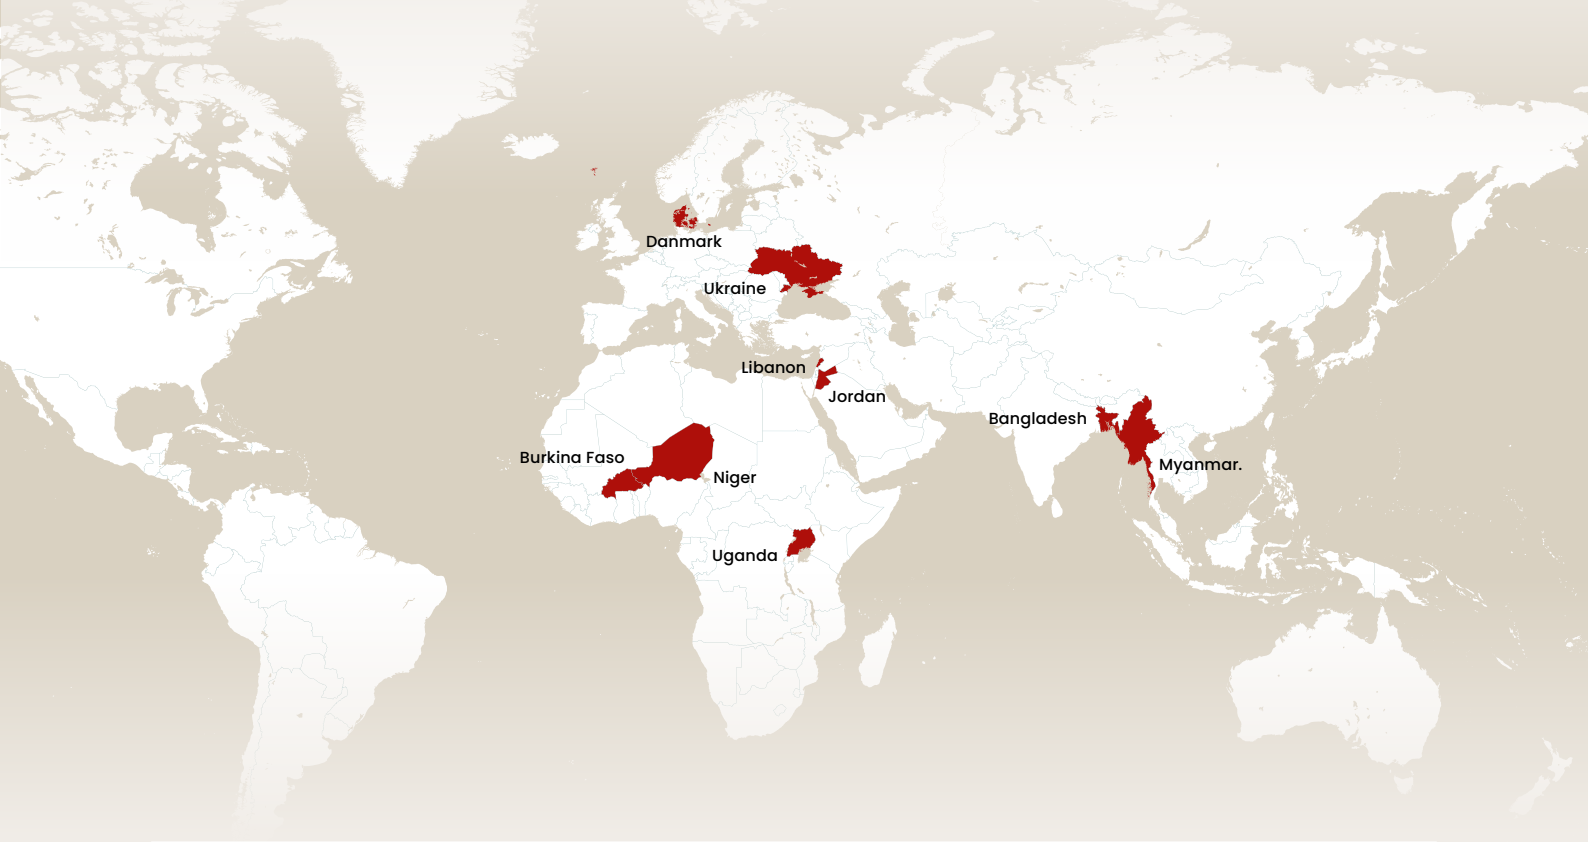 Danmark
Ukraine
Libanon
Jordan
Bangladesh
Burkina Faso
Myanmar.
Niger
Uganda